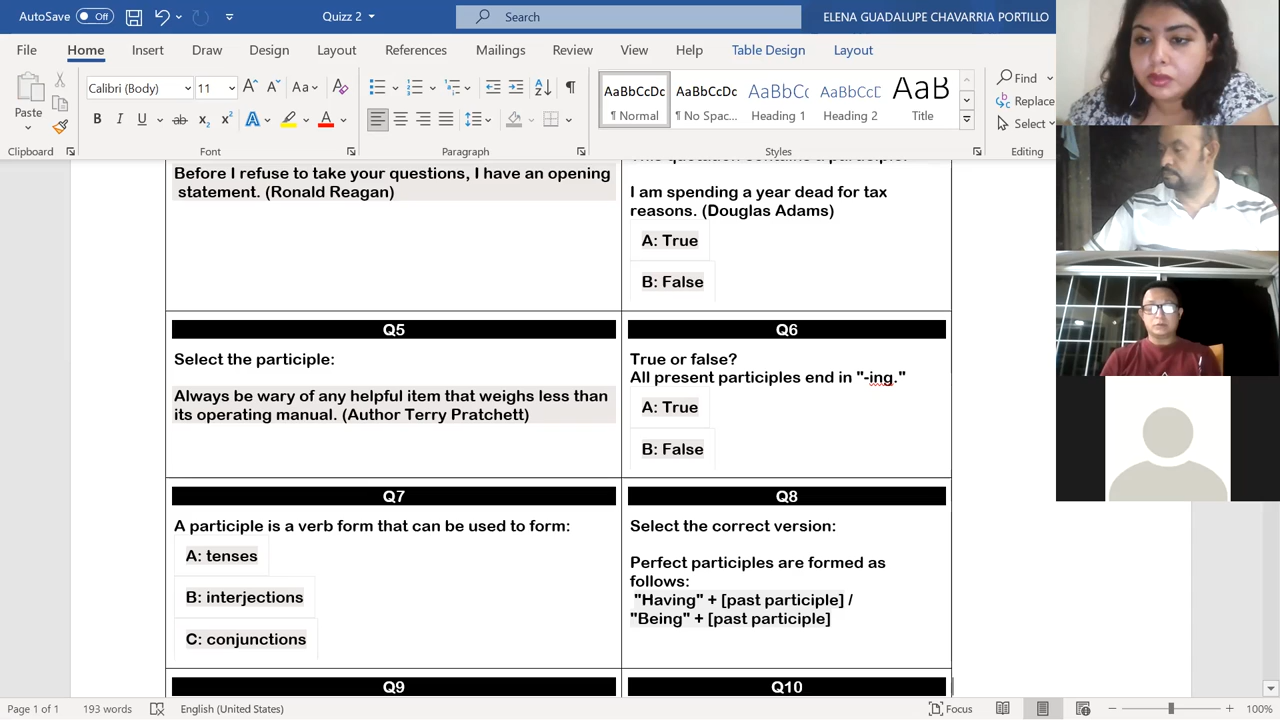 AutoSave Off
Quizz 2
Search
ELENA GUADALUPE CHAVARRIA PORTILLO
File Home Insert Draw Design Layout References Mailings Review View Help Table Design Layout
Paste
Calibri (Body) 11
Find
Replace
Select
AaBbCcDc AaBbCcDc AaBbCc AaBbCcD AaB
¶ Normal ¶ No Spac... Heading 1 Heading 2 Title
Clipboard Font Paragraph Styles Editing
Before I refuse to take your questions, I have an opening
statement. (Ronald Reagan)
I am spending a year dead for tax
reasons. (Douglas Adams)
A: True
B: False
Q5
Select the participle:
Always be wary of any helpful item that weighs less than
its operating manual. (Author Terry Pratchett)
Q6
True or false?
All present participles end in "-ing."
A: True
B: False
Q7
A participle is a verb form that can be used to form:
A: tenses
B: interjections
C: conjunctions
Q8
Select the correct version:
Perfect participles are formed as
follows:
"Having" + [past participle] /
"Being" + [past participle]
Q9
Q10
Page 1 of 1 193 words English (United States) Focus 100%